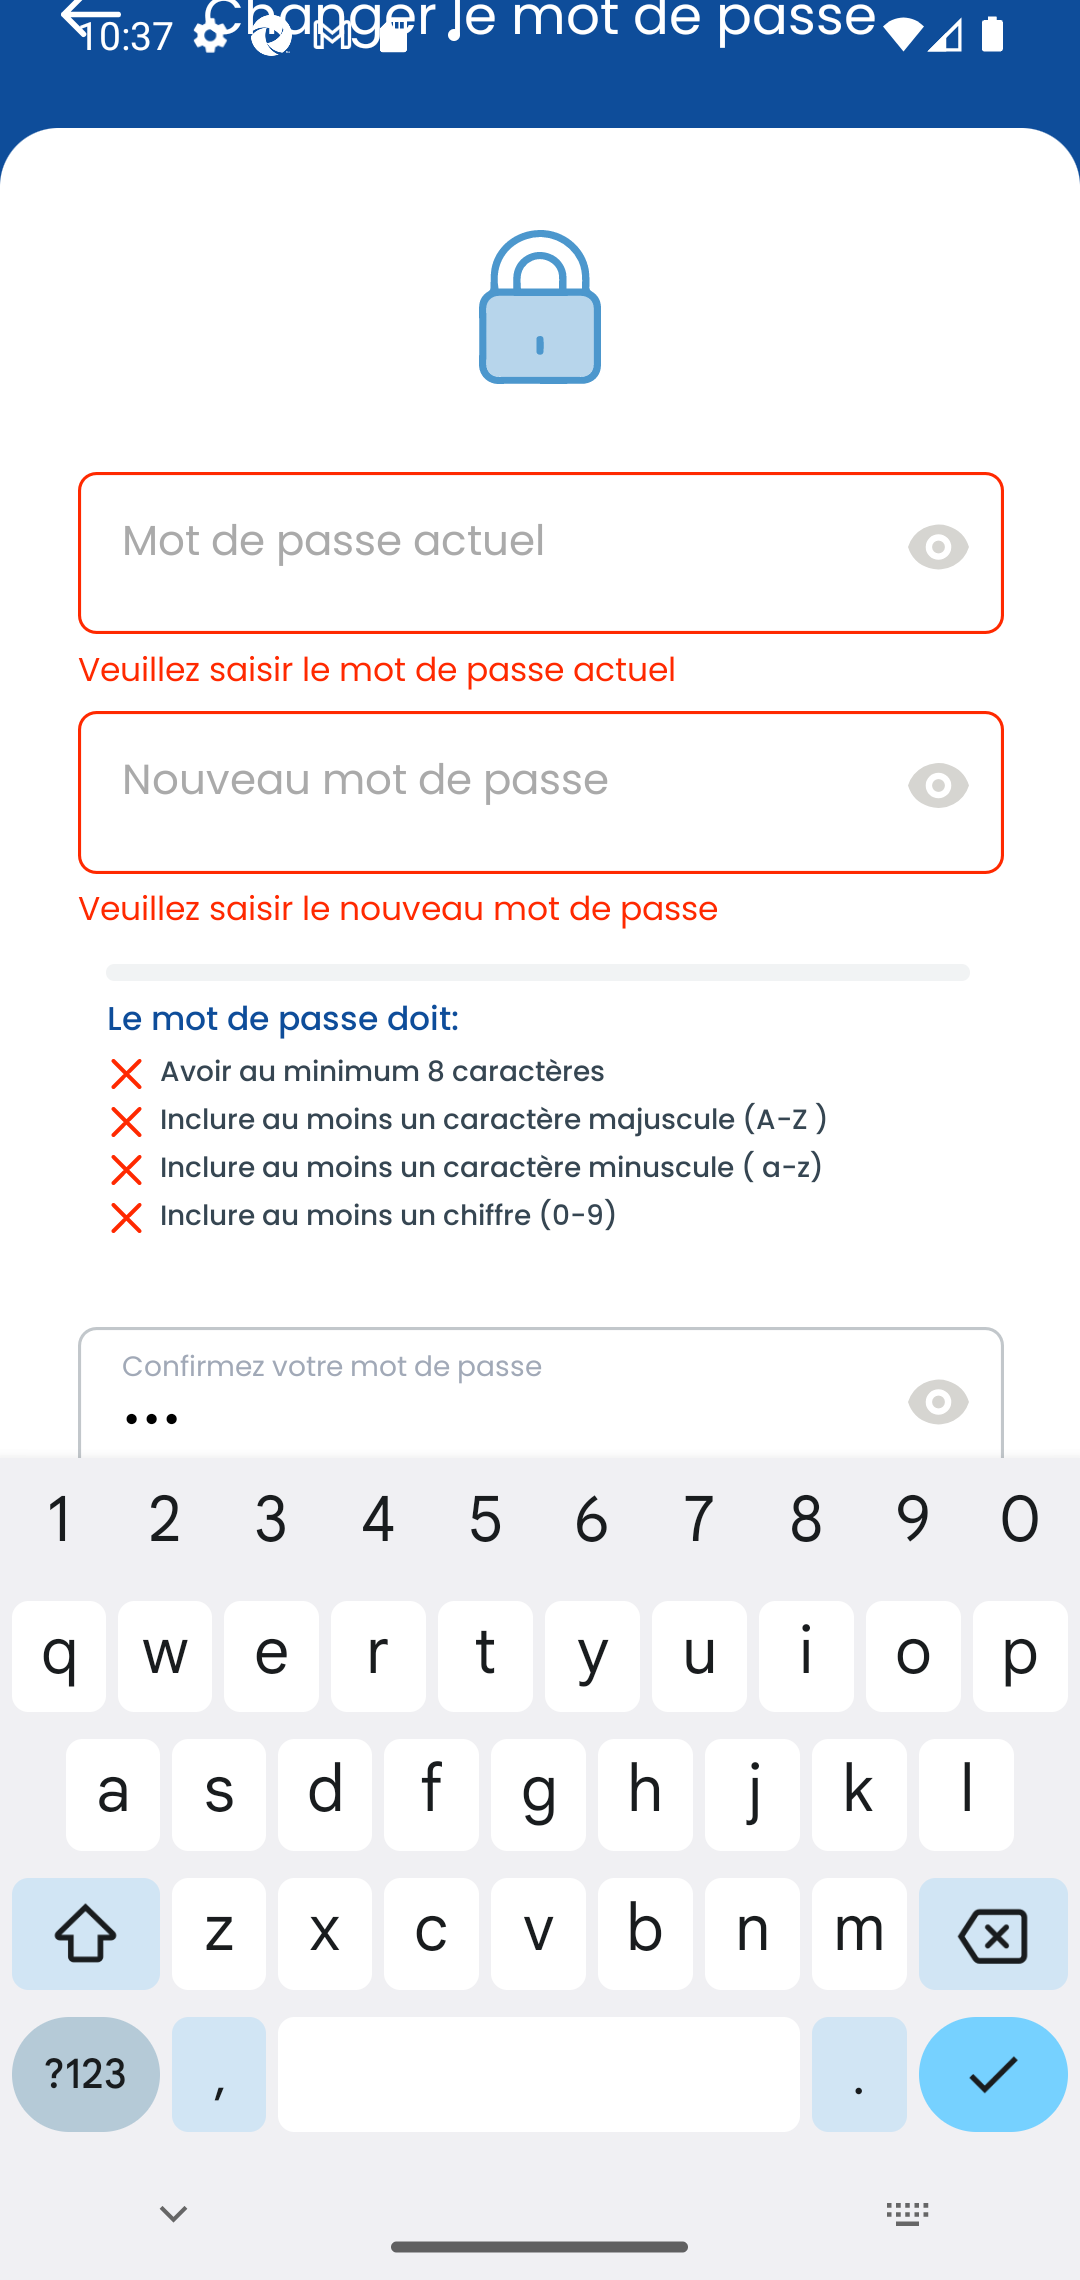 Changer le mot de passe
10:37
Mot de passe actuel
Veuillez saisir le mot de passe actuel
Nouveau mot de passe
Veuillez saisir le nouveau mot de passe
Le mot de passe doit:
Avoir au minimum 8 caractères
Inclure au moins un caractère majuscule (A-Z )
Inclure au moins un caractère minuscule ( a-z)
Inclure au moins un chiffre (0-9)
Confirmez votre mot de passe
•••
1 2 3 4 5 6 7 8 9 0
q w e r t y u i o p
a s d f g h j k l
z x c v b n m
?123 , .